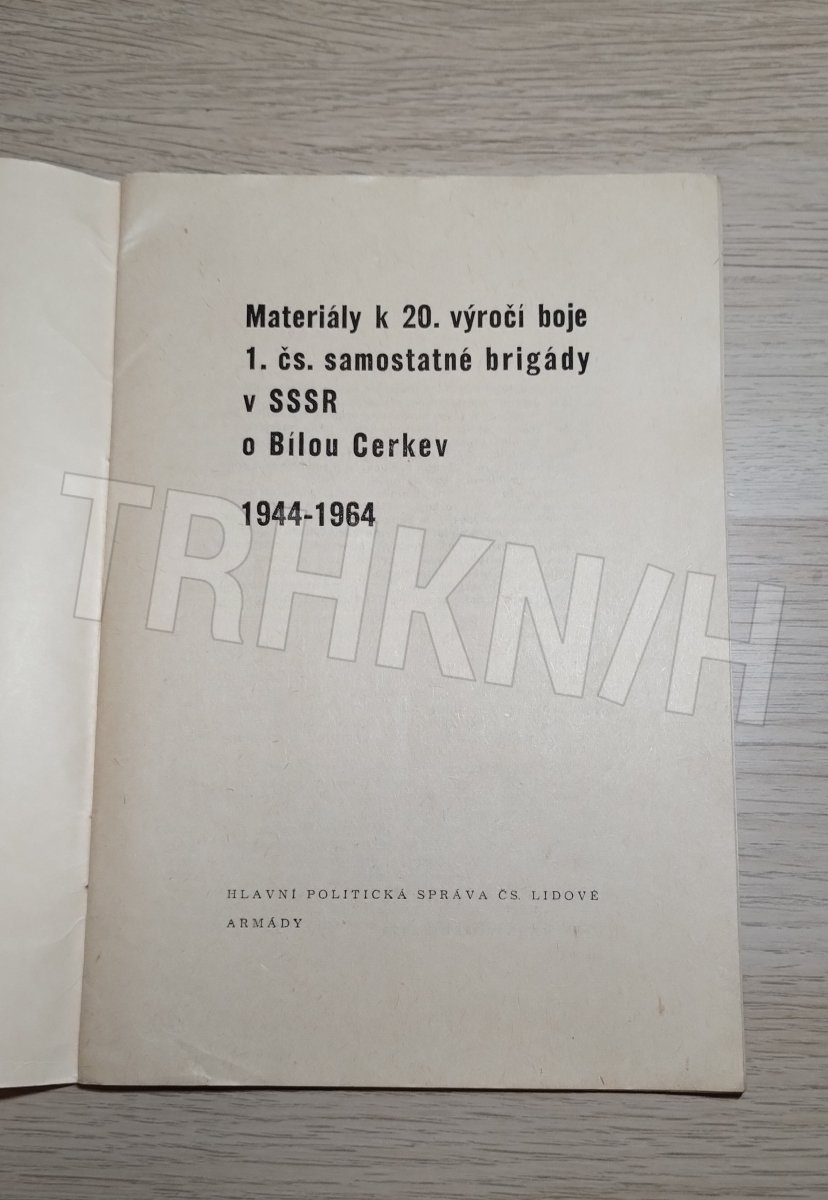 Materiály k 20. výročí boje
1. čs. samostatné brigády
v SSSR
o Bílou Cerkev
1944-1964
TRHKN/H
HLAVNÍ POLITICKÁ SPRÁVA ČS. LIDOVÉ
ARMÁDY